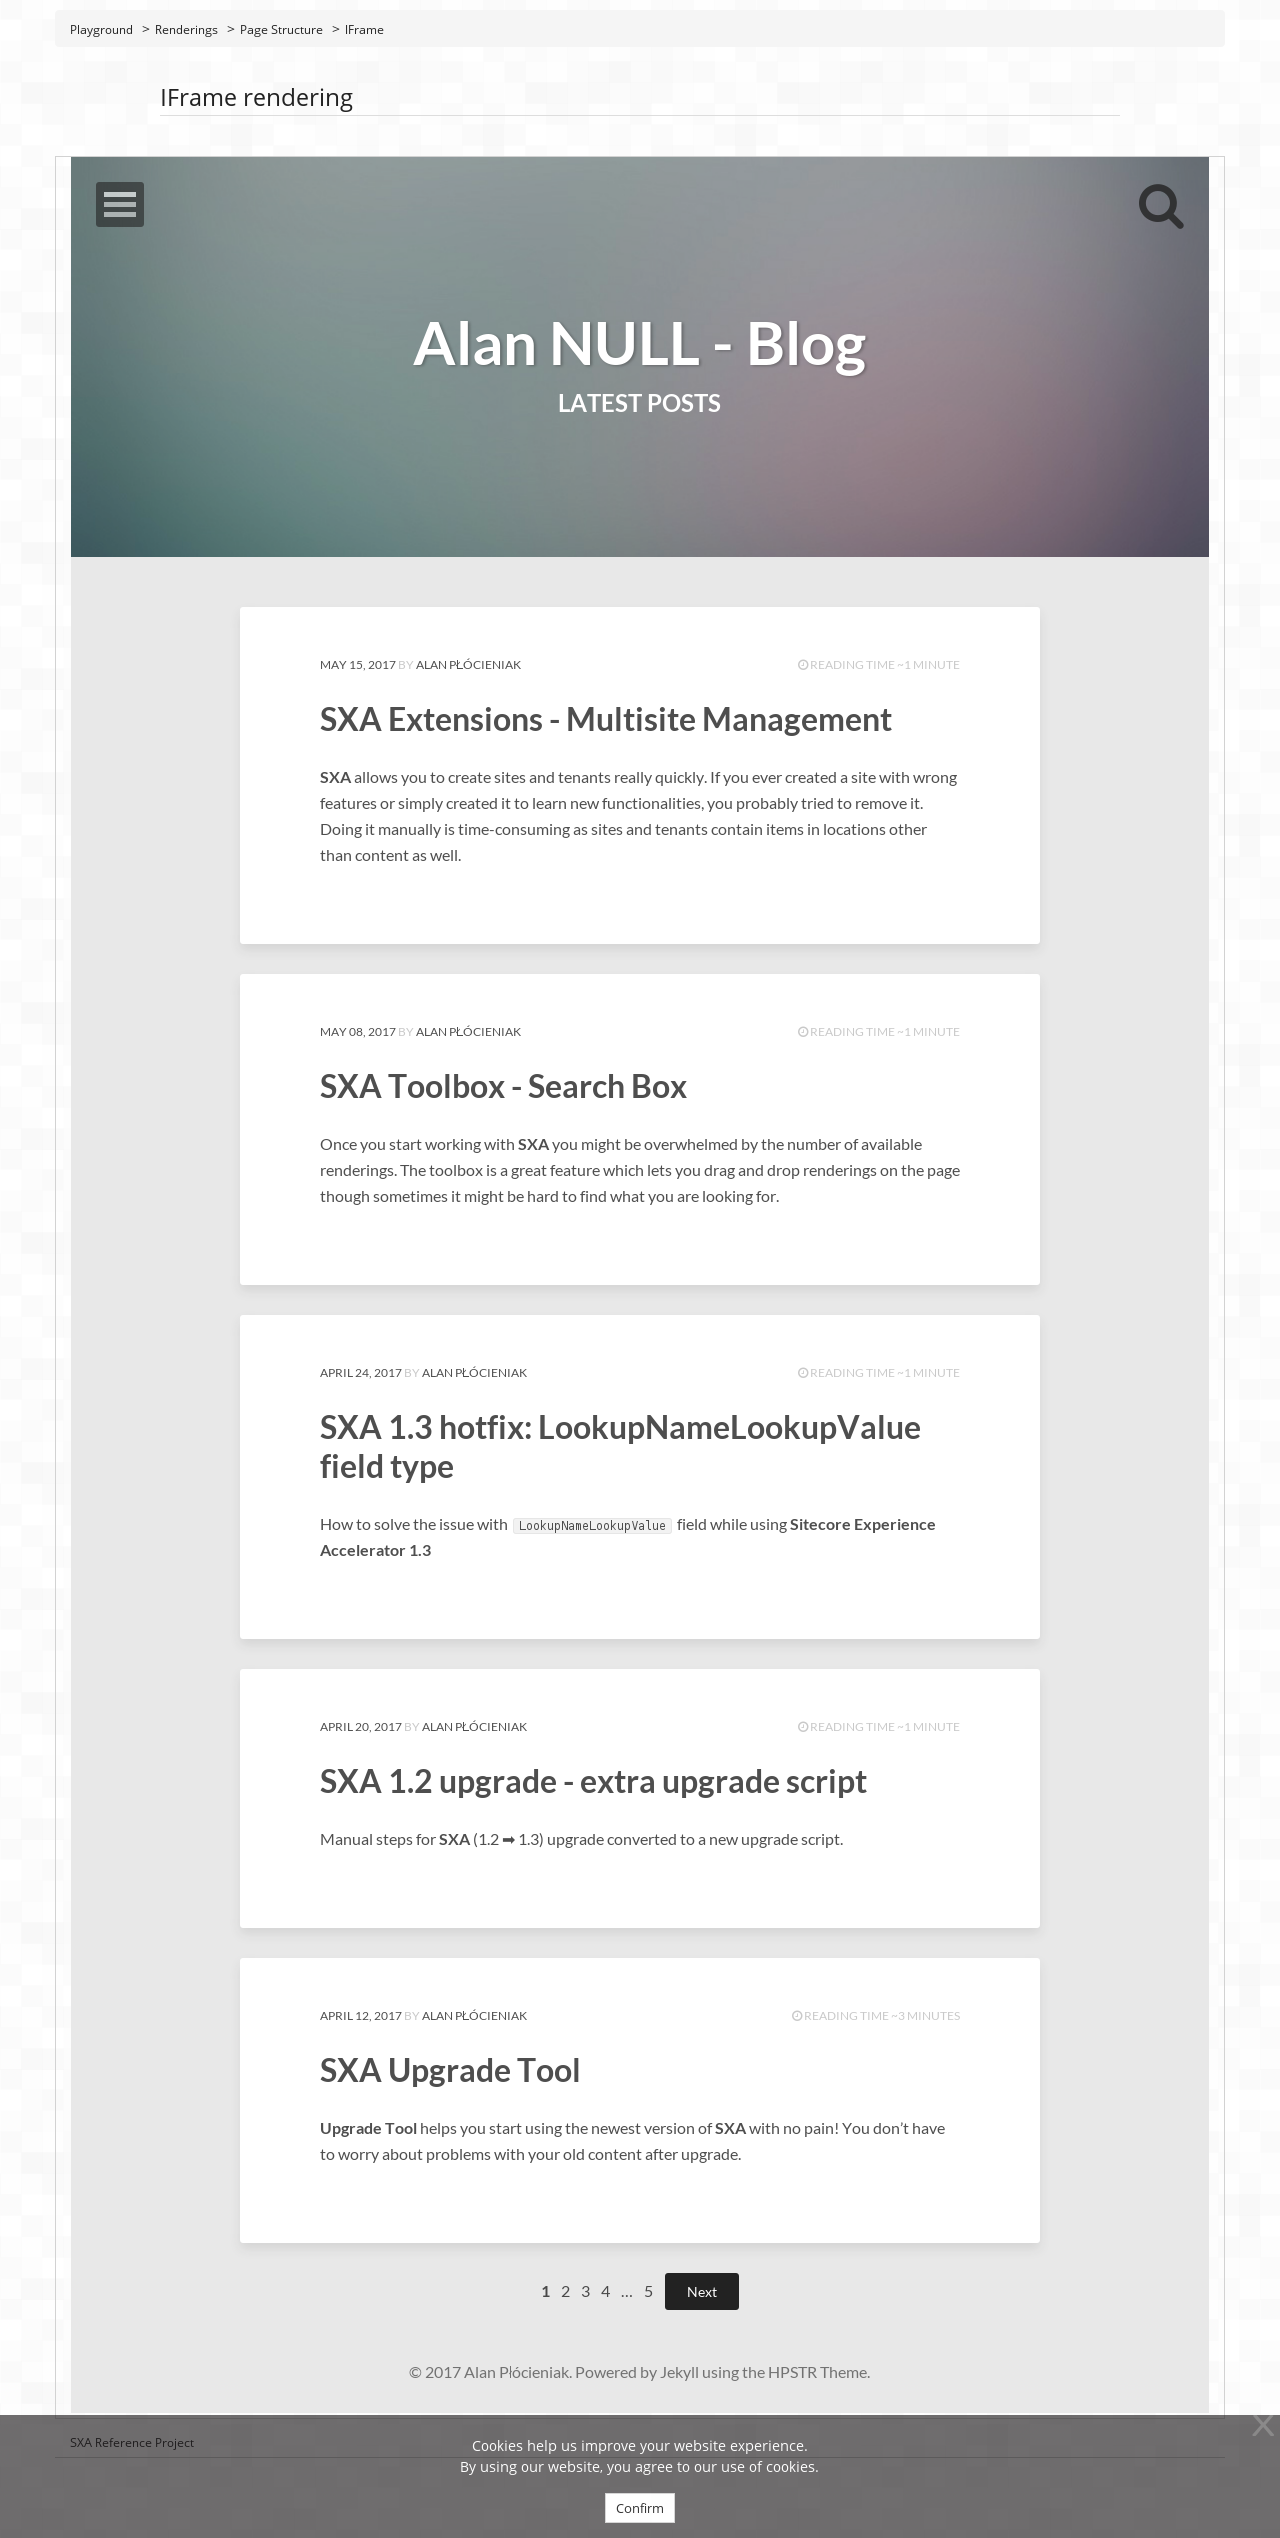 Playground > Renderings > Page Structure > IFrame
IFrame rendering
Alan NULL - Blog
LATEST POSTS
MAY 15, 2017 BY ALAN PŁÓCIENIAK READING TIME ~1 MINUTE
SXA Extensions - Multisite Management
SXA allows you to create sites and tenants really quickly. If you ever created a site with wrong
features or simply created it to learn new functionalities, you probably tried to remove it.
Doing it manually is time-consuming as sites and tenants contain items in locations other
than content as well.
MAY 08, 2017 BY ALAN PŁÓCIENIAK READING TIME ~1 MINUTE
SXA Toolbox - Search Box
Once you start working with SXA you might be overwhelmed by the number of available
renderings. The toolbox is a great feature which lets you drag and drop renderings on the page
though sometimes it might be hard to find what you are looking for.
APRIL 24, 2017 BY ALAN PŁÓCIENIAK READING TIME ~1 MINUTE
SXA 1.3 hotfix: LookupNameLookupValue
field type
How to solve the issue with LookupNameLookupValue field while using Sitecore Experience
Accelerator 1.3
APRIL 20, 2017 BY ALAN PŁÓCIENIAK READING TIME ~1 MINUTE
SXA 1.2 upgrade - extra upgrade script
Manual steps for SXA (1.2 ➡ 1.3) upgrade converted to a new upgrade script.
APRIL 12, 2017 BY ALAN PŁÓCIENIAK READING TIME ~3 MINUTES
SXA Upgrade Tool
Upgrade Tool helps you start using the newest version of SXA with no pain! You don’t have
to worry about problems with your old content after upgrade.
1 2 3 4 … 5 Next
© 2017 Alan Płócieniak. Powered by Jekyll using the HPSTR Theme.
SXA Reference Project
Cookies help us improve your website experience.
By using our website, you agree to our use of cookies.
Confirm